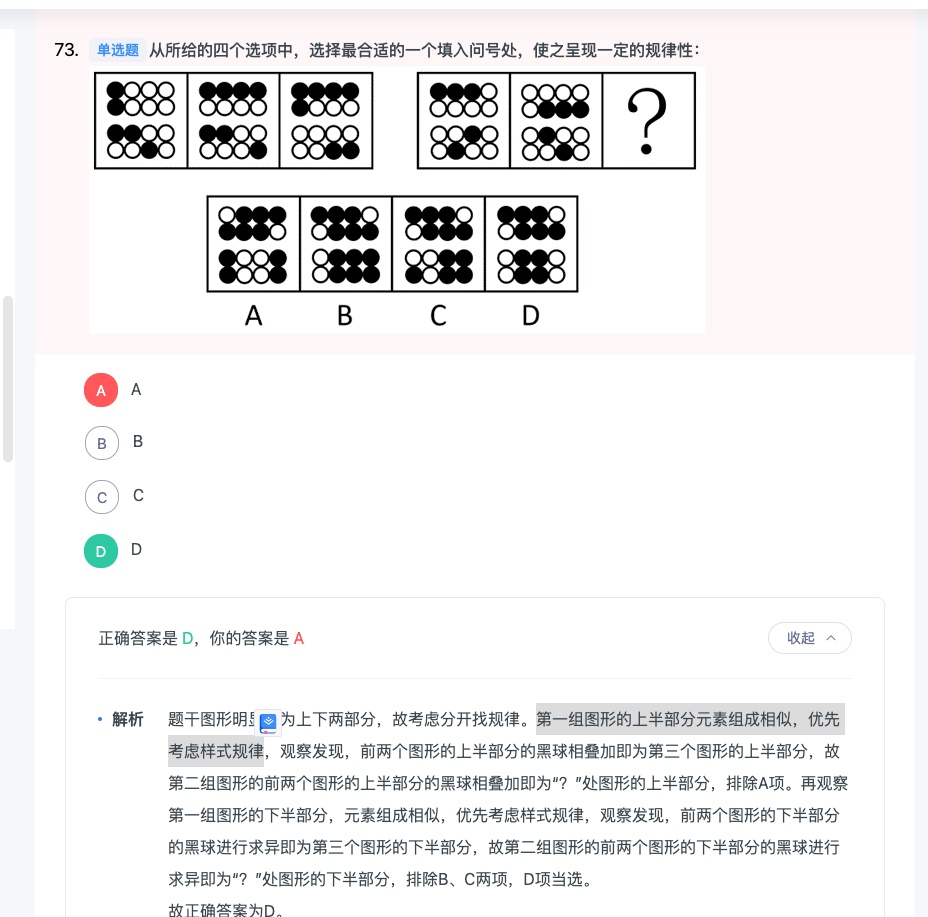 73. 单选题 从所给的四个选项中，选择最合适的一个填入问号处，使之呈现一定的规律性：
?
A B C D
A A
B B
C C
D D
正确答案是 D，你的答案是 A
收起
解析 题干图形明显为上下两部分，故考虑分开找规律。第一组图形的上半部分元素组成相似，优先
考虑样式规律，观察发现，前两个图形的上半部分的黑球相叠加即为第三个图形的上半部分，故
第二组图形的前两个图形的上半部分的黑球相叠加即为“？”处图形的上半部分，排除A项。再观察
第一组图形的下半部分，元素组成相似，优先考虑样式规律，观察发现，前两个图形的下半部分
的黑球进行求异即为第三个图形的下半部分，故第二组图形的前两个图形的下半部分的黑球进行
求异即为“？”处图形的下半部分，排除B、C两项，D项当选。
故正确答案为D。